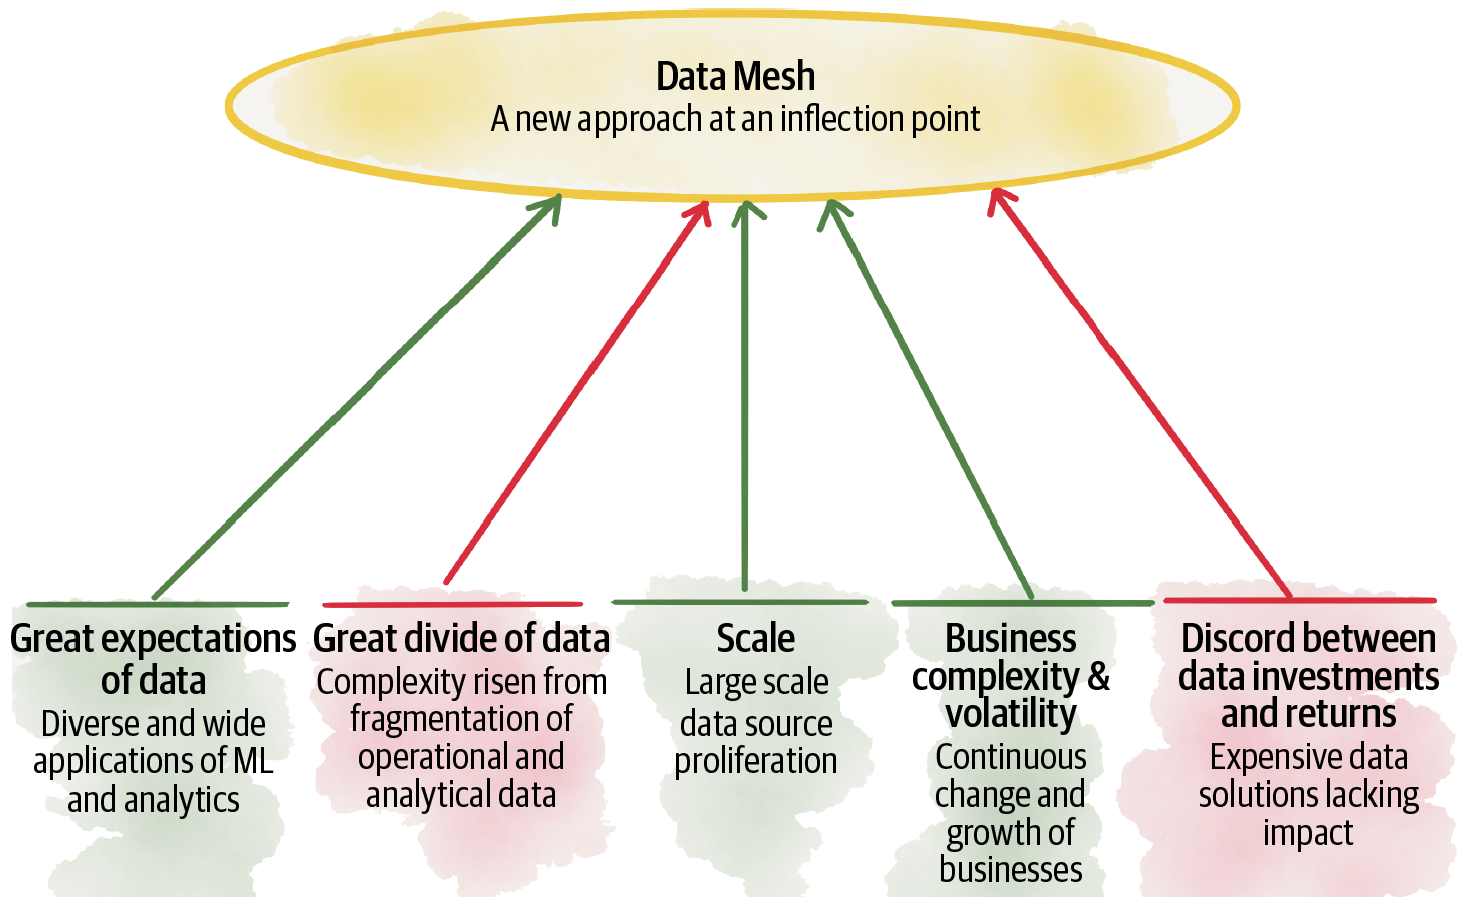 Data Mesh
A new approach at an inflection point
Great expectations
of data
Diverse and wide
applications of ML
and analytics
Great divide of data
Complexity risen from
fragmentation of
operational and
analytical data
Scale
Large scale
data source
proliferation
Business
complexity &
volatility
Continuous
change and
growth of
businesses
Discord between
data investments
and returns
Expensive data
solutions lacking
impact